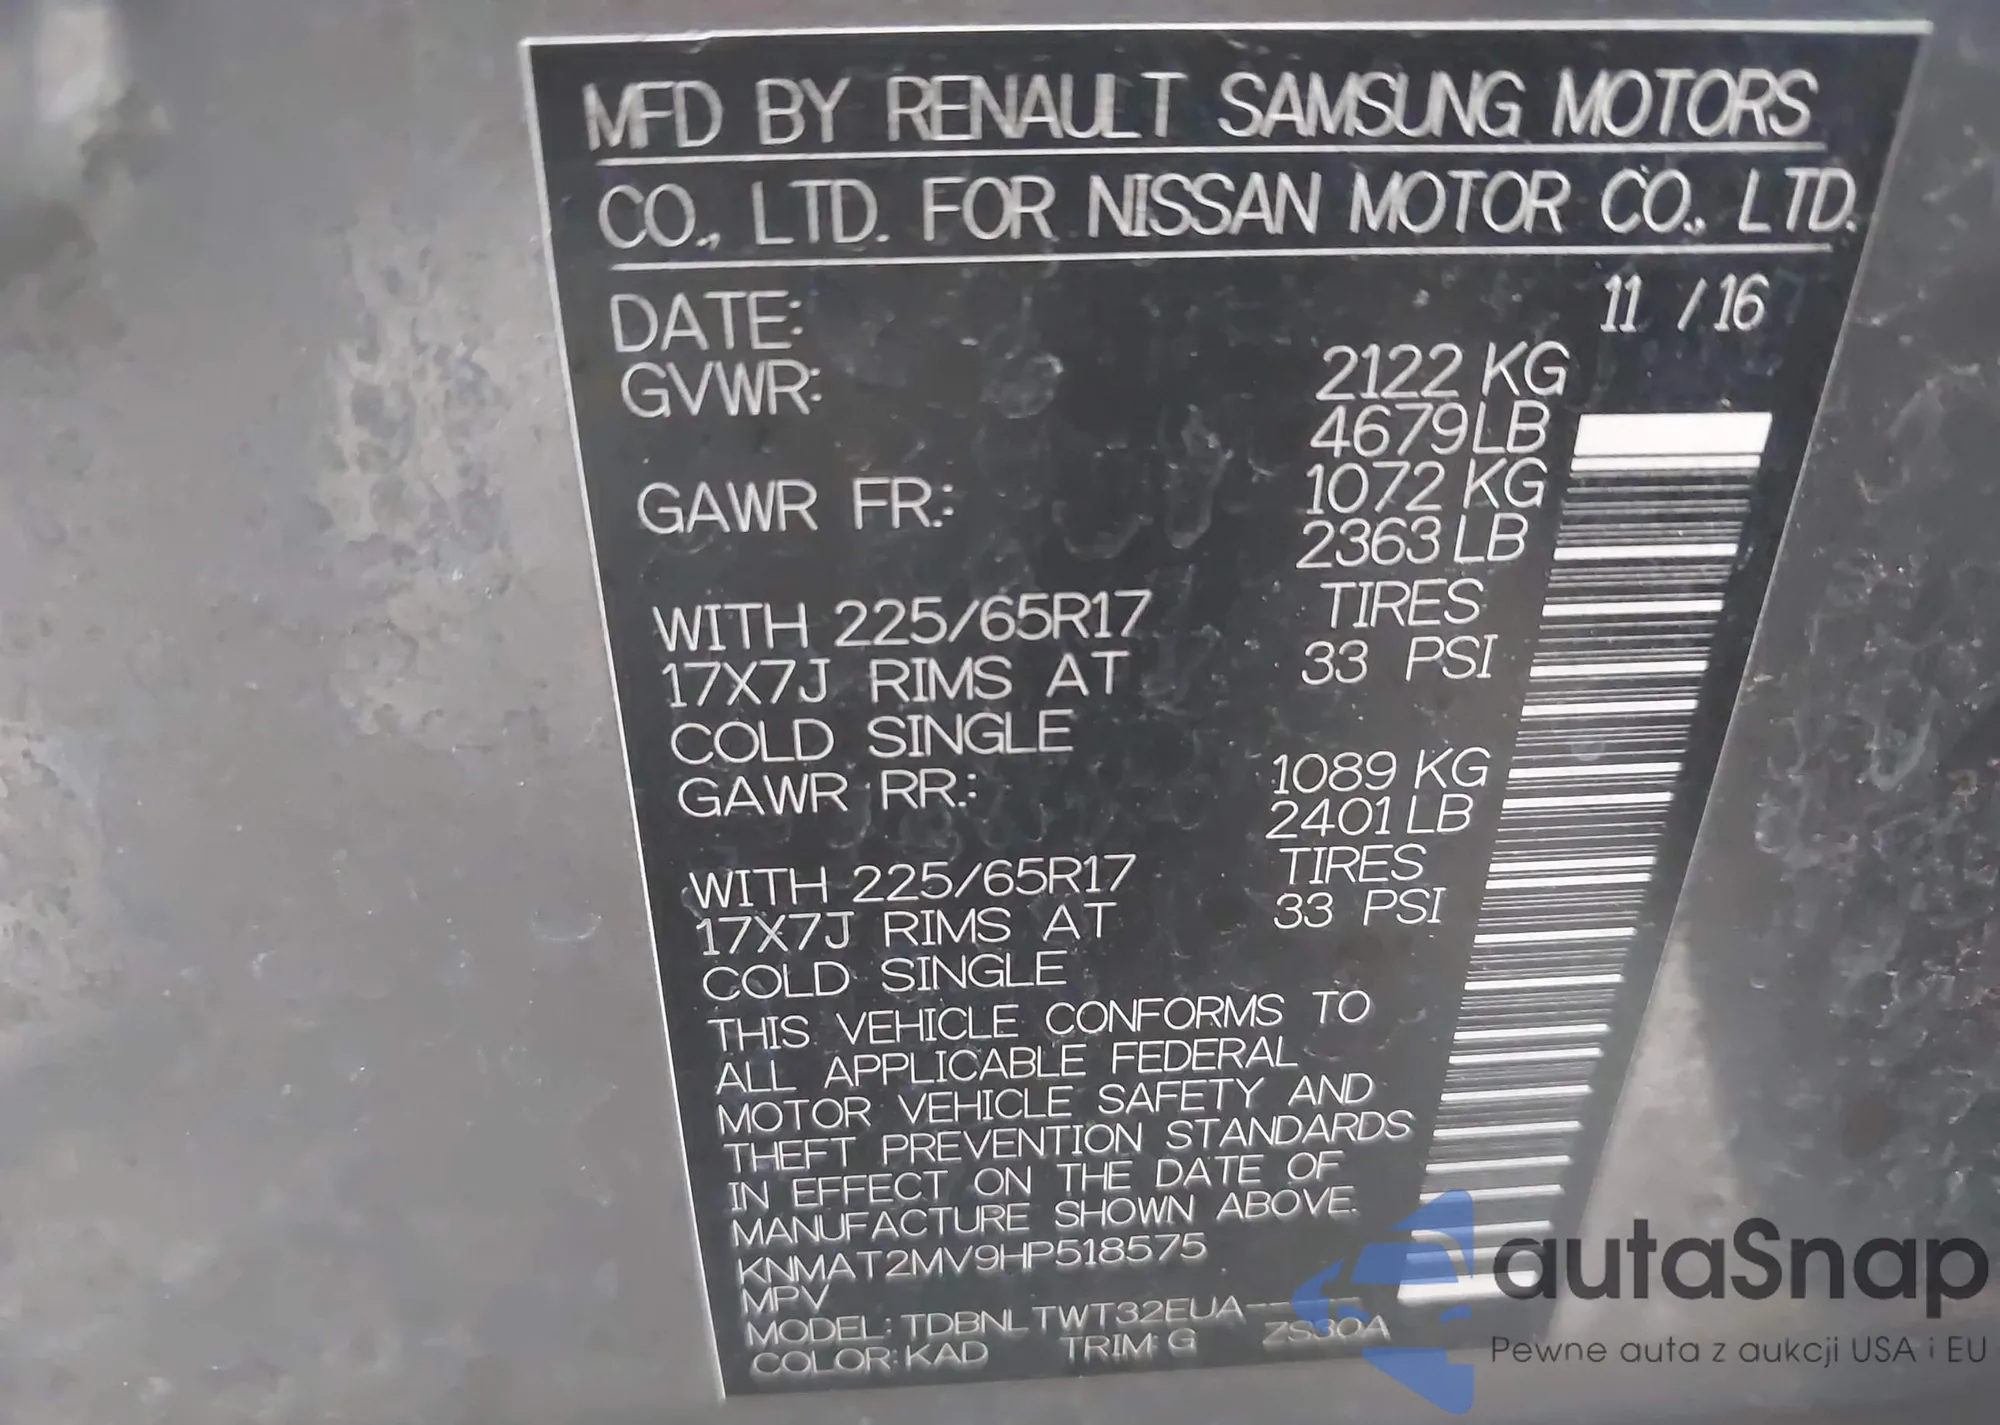 MFD BY RENAULT SAMSUNG MOTORS
CO., LTD. FOR NISSAN MOTOR CO., LTD.
DATE: 11 / 16
GVWR: 2122 KG
4679 LB
GAWR FR.: 1072 KG
2363 LB
WITH 225/65R17 TIRES
17X7J RIMS AT 33 PSI
COLD SINGLE
GAWR RR.: 1089 KG
2401 LB
WITH 225/65R17 TIRES
17X7J RIMS AT 33 PSI
COLD SINGLE
THIS VEHICLE CONFORMS TO
ALL APPLICABLE FEDERAL
MOTOR VEHICLE SAFETY AND
THEFT PREVENTION STANDARDS
IN EFFECT ON THE DATE OF
MANUFACTURE SHOWN ABOVE.
KNMAT2MV9HP518575
MPV
MODEL: TDBNLTWT32EUA
COLOR: KAD TRIM: G ZS30A
autaSnap
Pewne auta z aukcji USA i EU